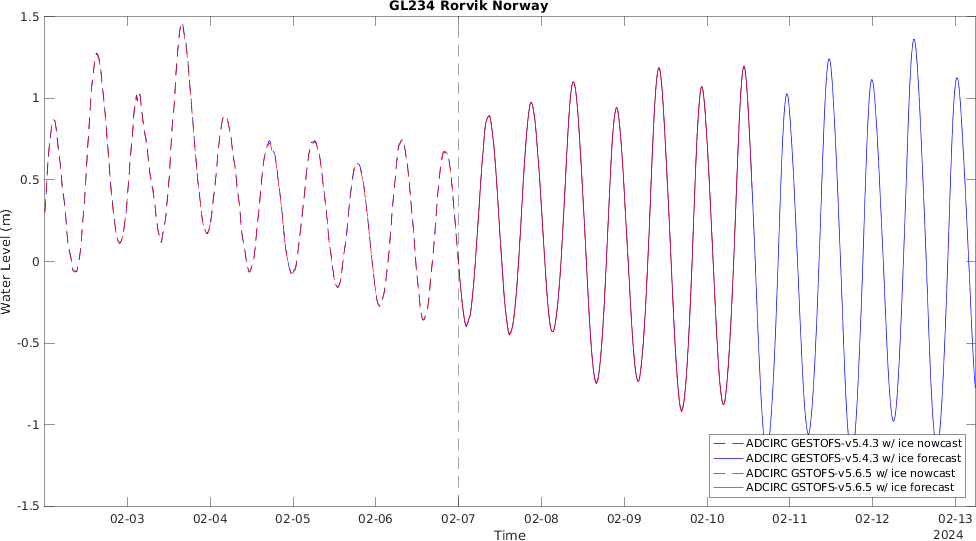 GL234 Rorvik Norway
1.5
1
0.5
0
-0.5
-1
-1.5
Water Level (m)
ADCIRC GESTOFS-v5.4.3 w/ ice nowcast
ADCIRC GESTOFS-v5.4.3 w/ ice forecast
ADCIRC GSTOFS-v5.6.5 w/ ice nowcast
ADCIRC GSTOFS-v5.6.5 w/ ice forecast
02-03 02-04 02-05 02-06 02-07 02-08 02-09 02-10 02-11 02-12 02-13
Time
2024